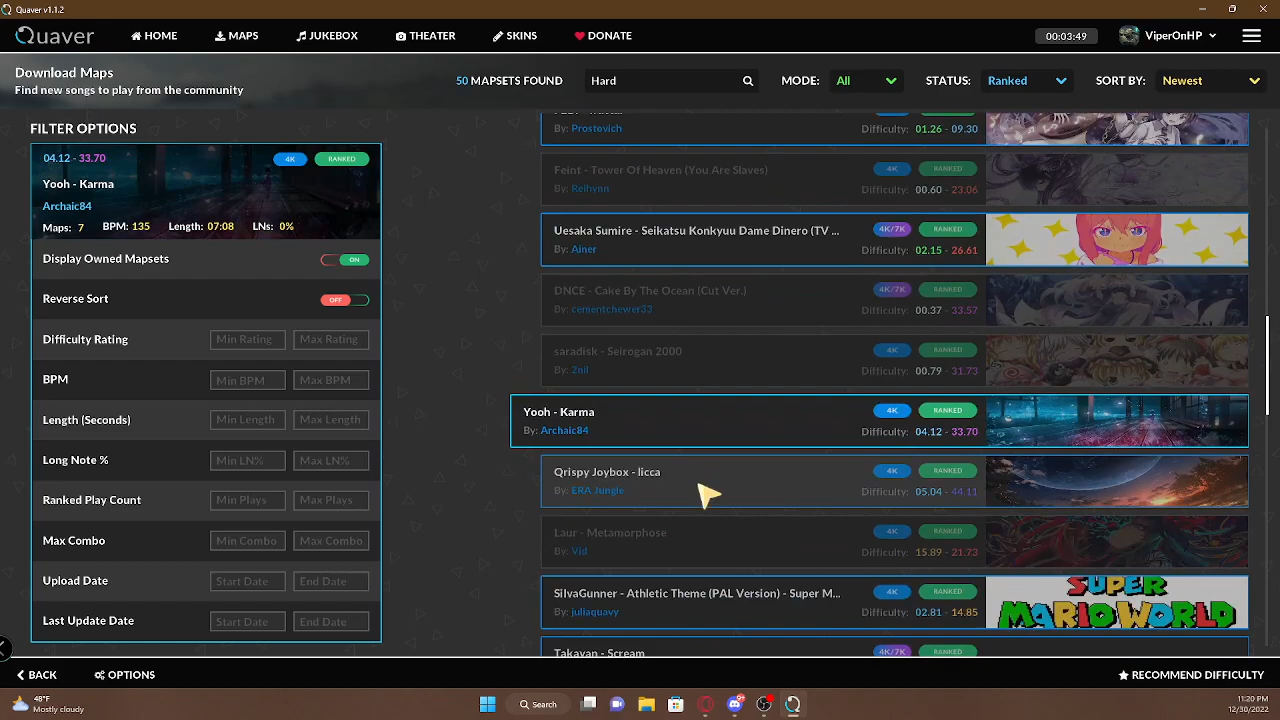 Quaver v1.1.2
Quaver
HOME
MAPS
JUKEBOX
THEATER
SKINS
DONATE
00:03:49
ViperOnHP
Download Maps
Find new songs to play from the community
50 MAPSETS FOUND
Hard
MODE:
All
STATUS:
Ranked
SORT BY:
Newest
FILTER OPTIONS
04.12 - 33.70
4K
RANKED
Yooh - Karma
Archaic84
Maps: 7 BPM: 135 Length: 07:08 LNs: 0%
Display Owned Mapsets
ON
Reverse Sort
OFF
Difficulty Rating
Min Rating
Max Rating
BPM
Min BPM
Max BPM
Length (Seconds)
Min Length
Max Length
Long Note %
Min LN%
Max LN%
Ranked Play Count
Min Plays
Max Plays
Max Combo
Min Combo
Max Combo
Upload Date
Start Date
End Date
Last Update Date
Start Date
End Date
By: Prostovich
Difficulty: 01.26 - 09.30
Feint - Tower Of Heaven (You Are Slaves)
4K
RANKED
By: Reihynn
Difficulty: 00.60 - 23.06
Uesaka Sumire - Seikatsu Konkyuu Dame Dinero (TV ...
4K/7K
RANKED
By: Ainer
Difficulty: 02.15 - 26.61
DNCE - Cake By The Ocean (Cut Ver.)
4K/7K
RANKED
By: cementchewer33
Difficulty: 00.37 - 33.57
saradisk - Seirogan 2000
4K
RANKED
By: 2nil
Difficulty: 00.79 - 31.73
Yooh - Karma
4K
RANKED
By: Archaic84
Difficulty: 04.12 - 33.70
Qrispy Joybox - licca
4K
RANKED
By: ERA Jungle
Difficulty: 05.04 - 44.11
Laur - Metamorphose
4K
RANKED
By: Vid
Difficulty: 15.89 - 21.73
SilvaGunner - Athletic Theme (PAL Version) - Super M...
4K
RANKED
By: juliaquavy
Difficulty: 02.81 - 14.85
SUPER
MARIO WORLD
Takayan - Scream
4K/7K
RANKED
BACK
OPTIONS
RECOMMEND DIFFICULTY
48°F
Mostly cloudy
Search
11:20 PM
12/30/2022